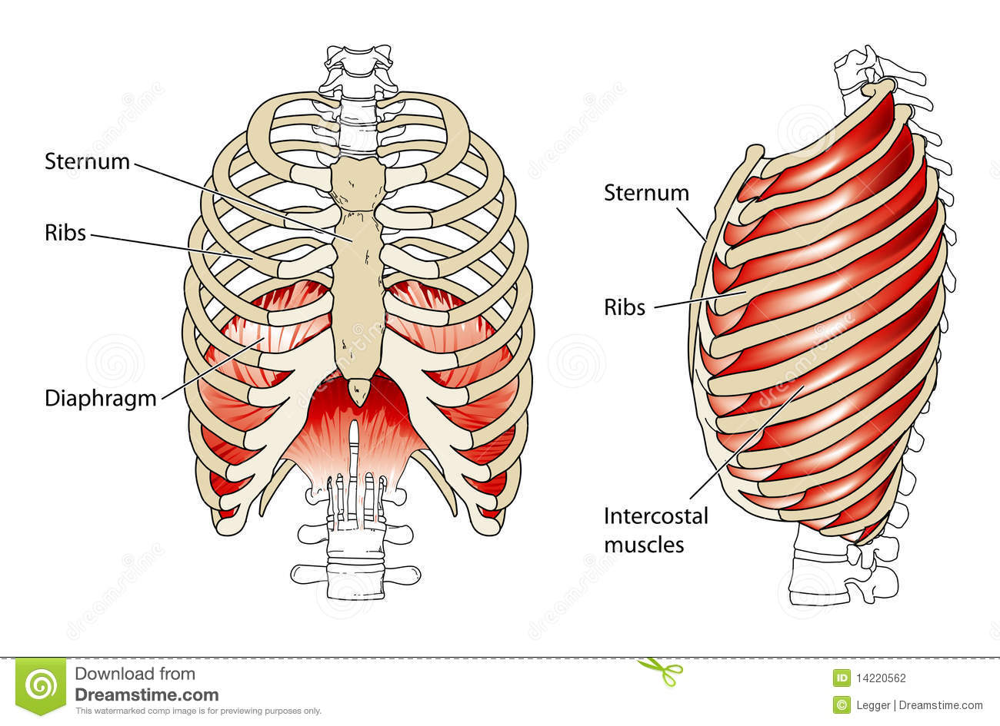 Sternum
Ribs
Diaphragm
Sternum
Ribs
Intercostal
muscles
dreamstime
Download from
Dreamstime.com
This watermarked comp image is for previewing purposes only.
ID 14220562
© Legger | Dreamstime.com